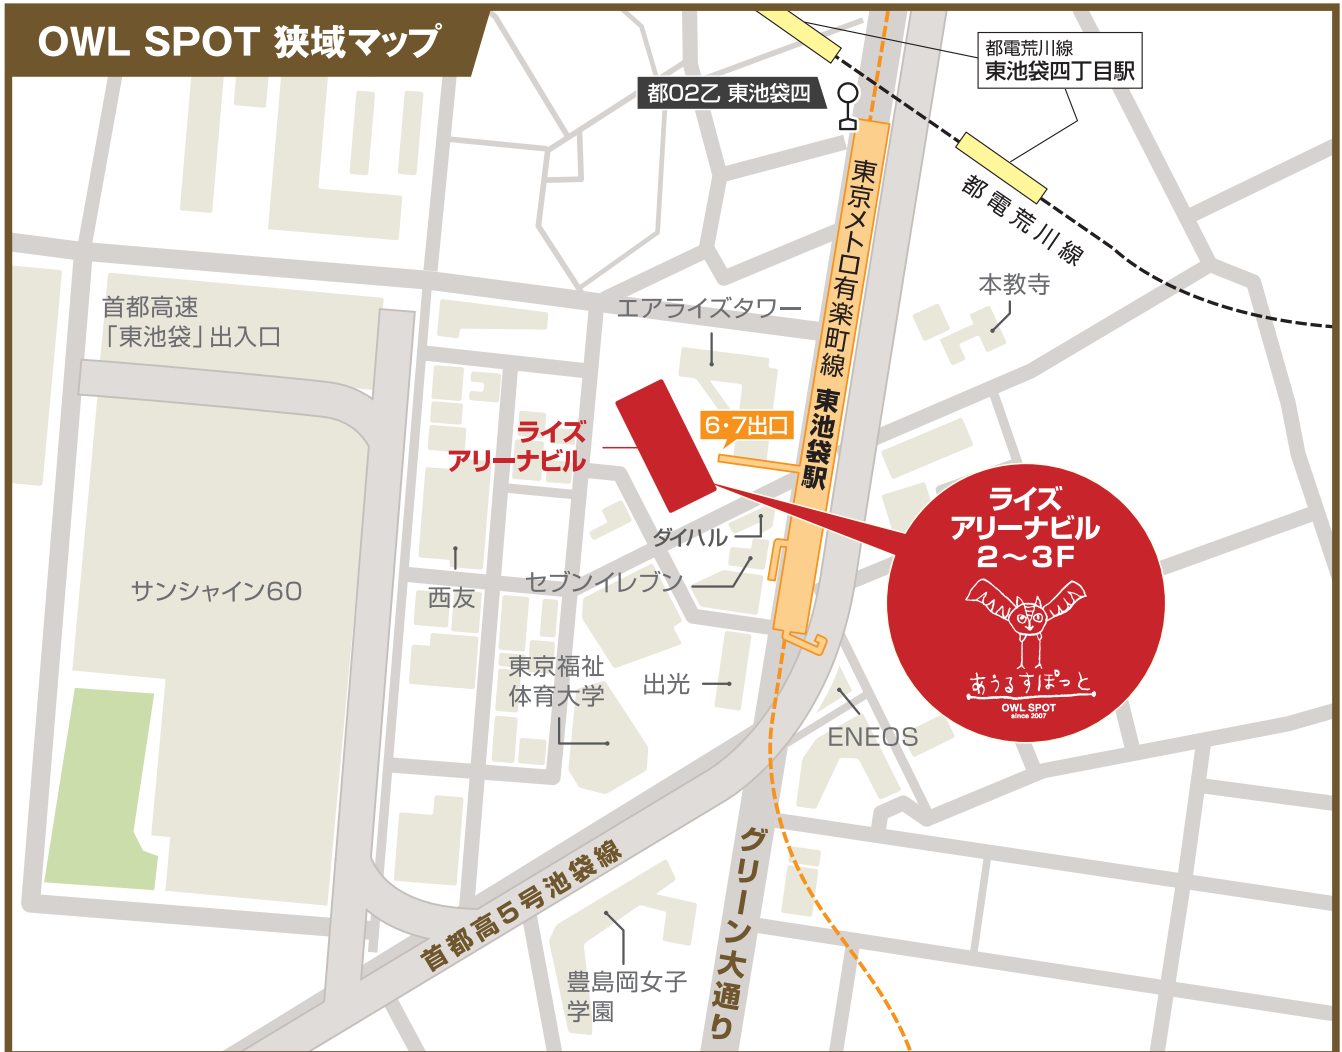 OWL SPOT 狭域マップ
都電荒川線
東池袋四丁目駅
都02乙 東池袋四
東京メトロ有楽町線 東池袋駅
都電荒川線
本教寺
首都高速
「東池袋」出入口
エアライズタワー
6・7出口
ライズ
アリーナビル
ライズ
アリーナビル
2～3F
あうるすぽっと
OWL SPOT
since 2007
ダイハル
セブンイレブン
西友
サンシャイン60
東京福祉
体育大学
出光
ENEOS
グリーン大通り
首都高5号池袋線
豊島岡女子
学園